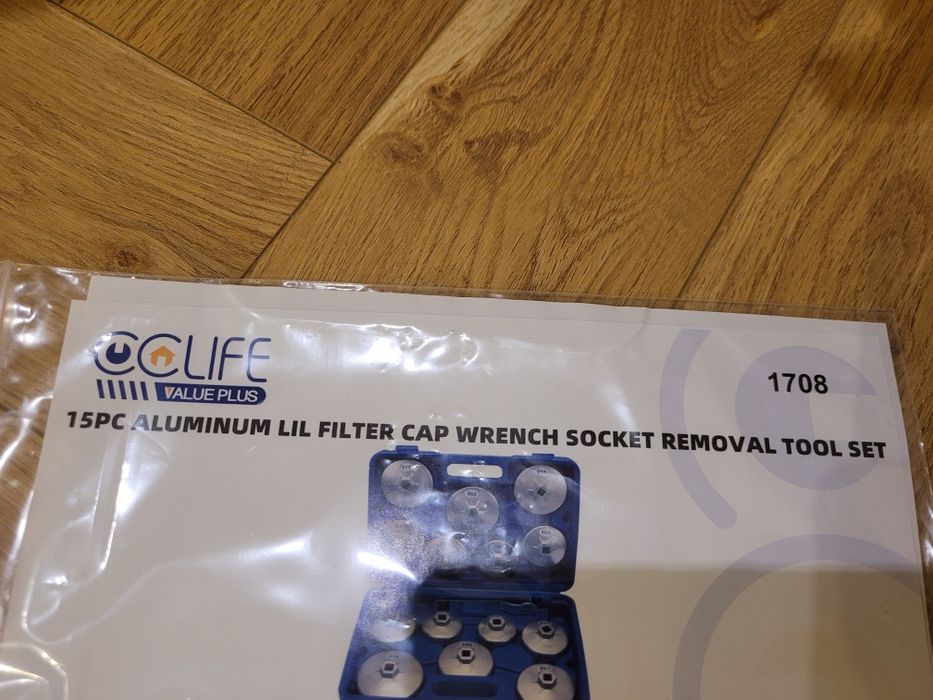 CCLIFE
VALUE PLUS
1708
15PC ALUMINUM LIL FILTER CAP WRENCH SOCKET REMOVAL TOOL SET